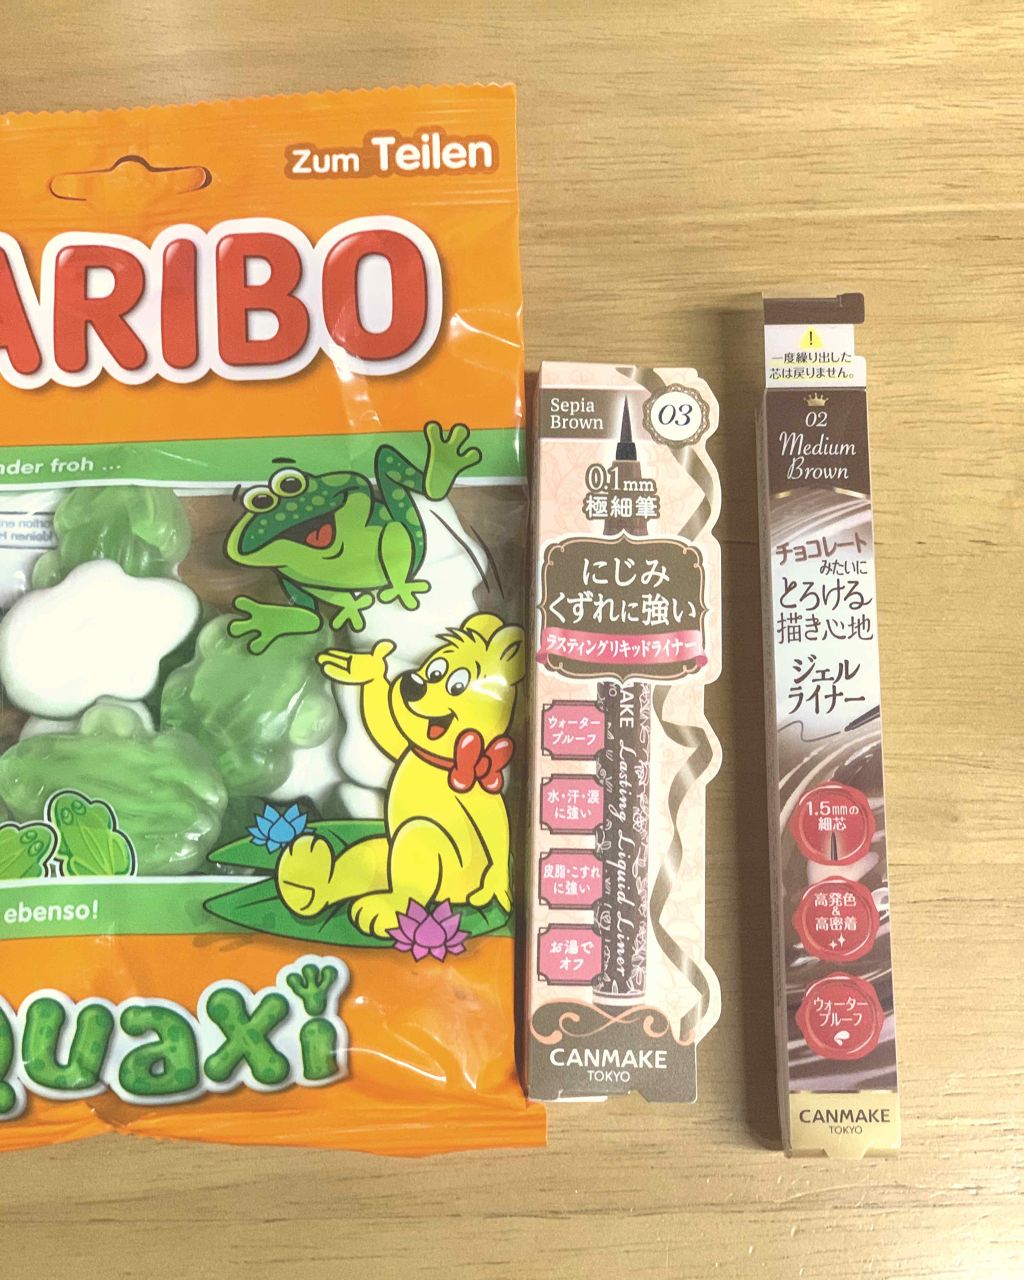 Zum Teilen
ARIBO
nder froh ...
ebenso!
Quaxi
Sepia
Brown
03
0.1mm
極細筆
にじみ
くずれに強い
ラスティングリキッドライナー
ウォーター
プルーフ
水・汗・涙
に強い
皮脂・こすれ
に強い
お湯で
オフ
AKE Lasting Liquid Liner
CANMAKE
TOKYO
!
一度繰り出した
芯は戻りません。
02
Medium
Brown
チョコレート
みたいに
とろける
描き心地
ジェル
ライナー
1.5mmの
細芯
高発色
&
高密着
ウォーター
プルーフ
CANMAKE
TOKYO